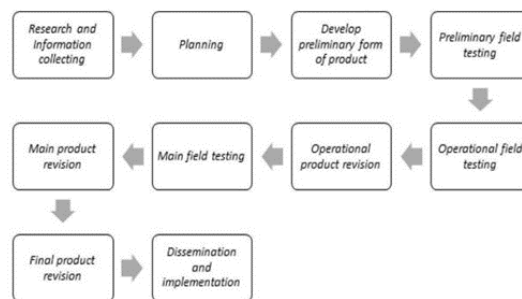 Research and
Information
collecting
Planning
Develop
preliminary form
of product
Preliminary field
testing
Operational field
testing
Operational
product revision
Main field testing
Main product
revision
Final product
revision
Dissemination
and
implementation